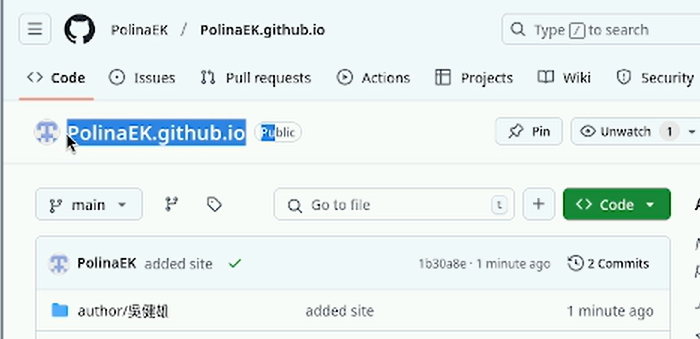 PolinaEK / PolinaEK.github.io Type / to search
Code Issues Pull requests Actions Projects Wiki Security
PolinaEK.github.io Public Pin Unwatch 1
main Go to file t + Code
PolinaEK added site 1b30a8e · 1 minute ago 2 Commits
author/吳健雄 added site 1 minute ago